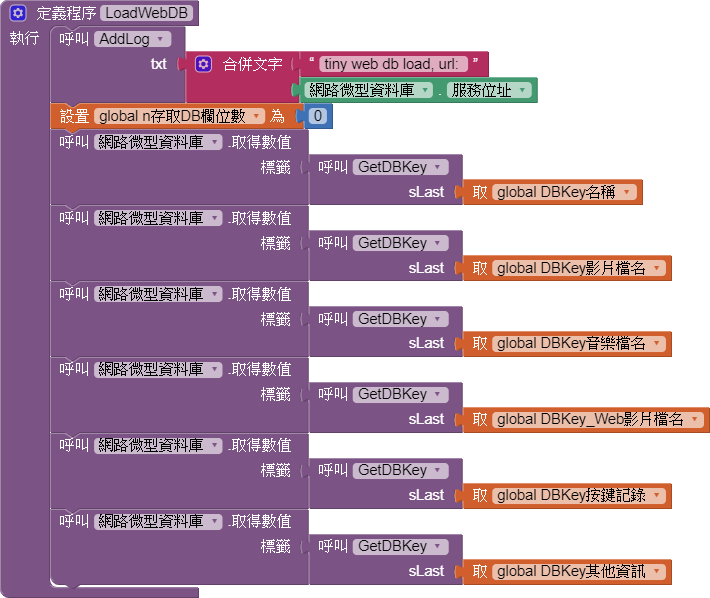 定義程序 LoadWebDB
執行 呼叫 AddLog
txt 合併文字 “ tiny web db load, url: ”
網路微型資料庫 . 服務位址
設置 global n存取DB欄位數 為 0
呼叫 網路微型資料庫 .取得數值
標籤 呼叫 GetDBKey
sLast 取 global DBKey名稱
呼叫 網路微型資料庫 .取得數值
標籤 呼叫 GetDBKey
sLast 取 global DBKey影片檔名
呼叫 網路微型資料庫 .取得數值
標籤 呼叫 GetDBKey
sLast 取 global DBKey音樂檔名
呼叫 網路微型資料庫 .取得數值
標籤 呼叫 GetDBKey
sLast 取 global DBKey_Web影片檔名
呼叫 網路微型資料庫 .取得數值
標籤 呼叫 GetDBKey
sLast 取 global DBKey按鍵記錄
呼叫 網路微型資料庫 .取得數值
標籤 呼叫 GetDBKey
sLast 取 global DBKey其他資訊